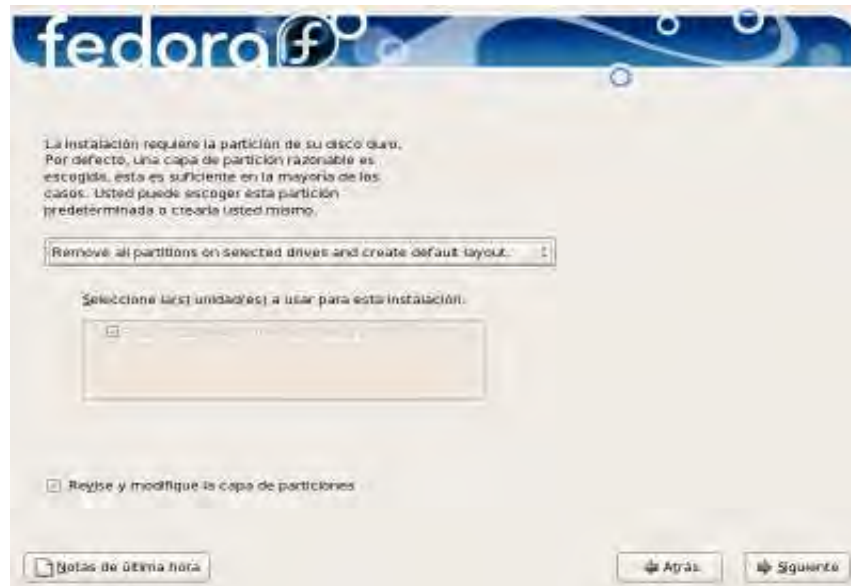 fedora
La instalación requiere la partición de su disco duro.
Por defecto, una capa de partición razonable es
escogida, esta es suficiente en la mayoría de los
casos. Usted puede escoger esta partición
predeterminada o crearla usted mismo.
Remove all partitions on selected drives and create default layout.
Seleccione la(s) unidad(es) a usar para esta instalación.
Revise y modifique la capa de particiones
Notas de última hora
Atrás
Siguiente